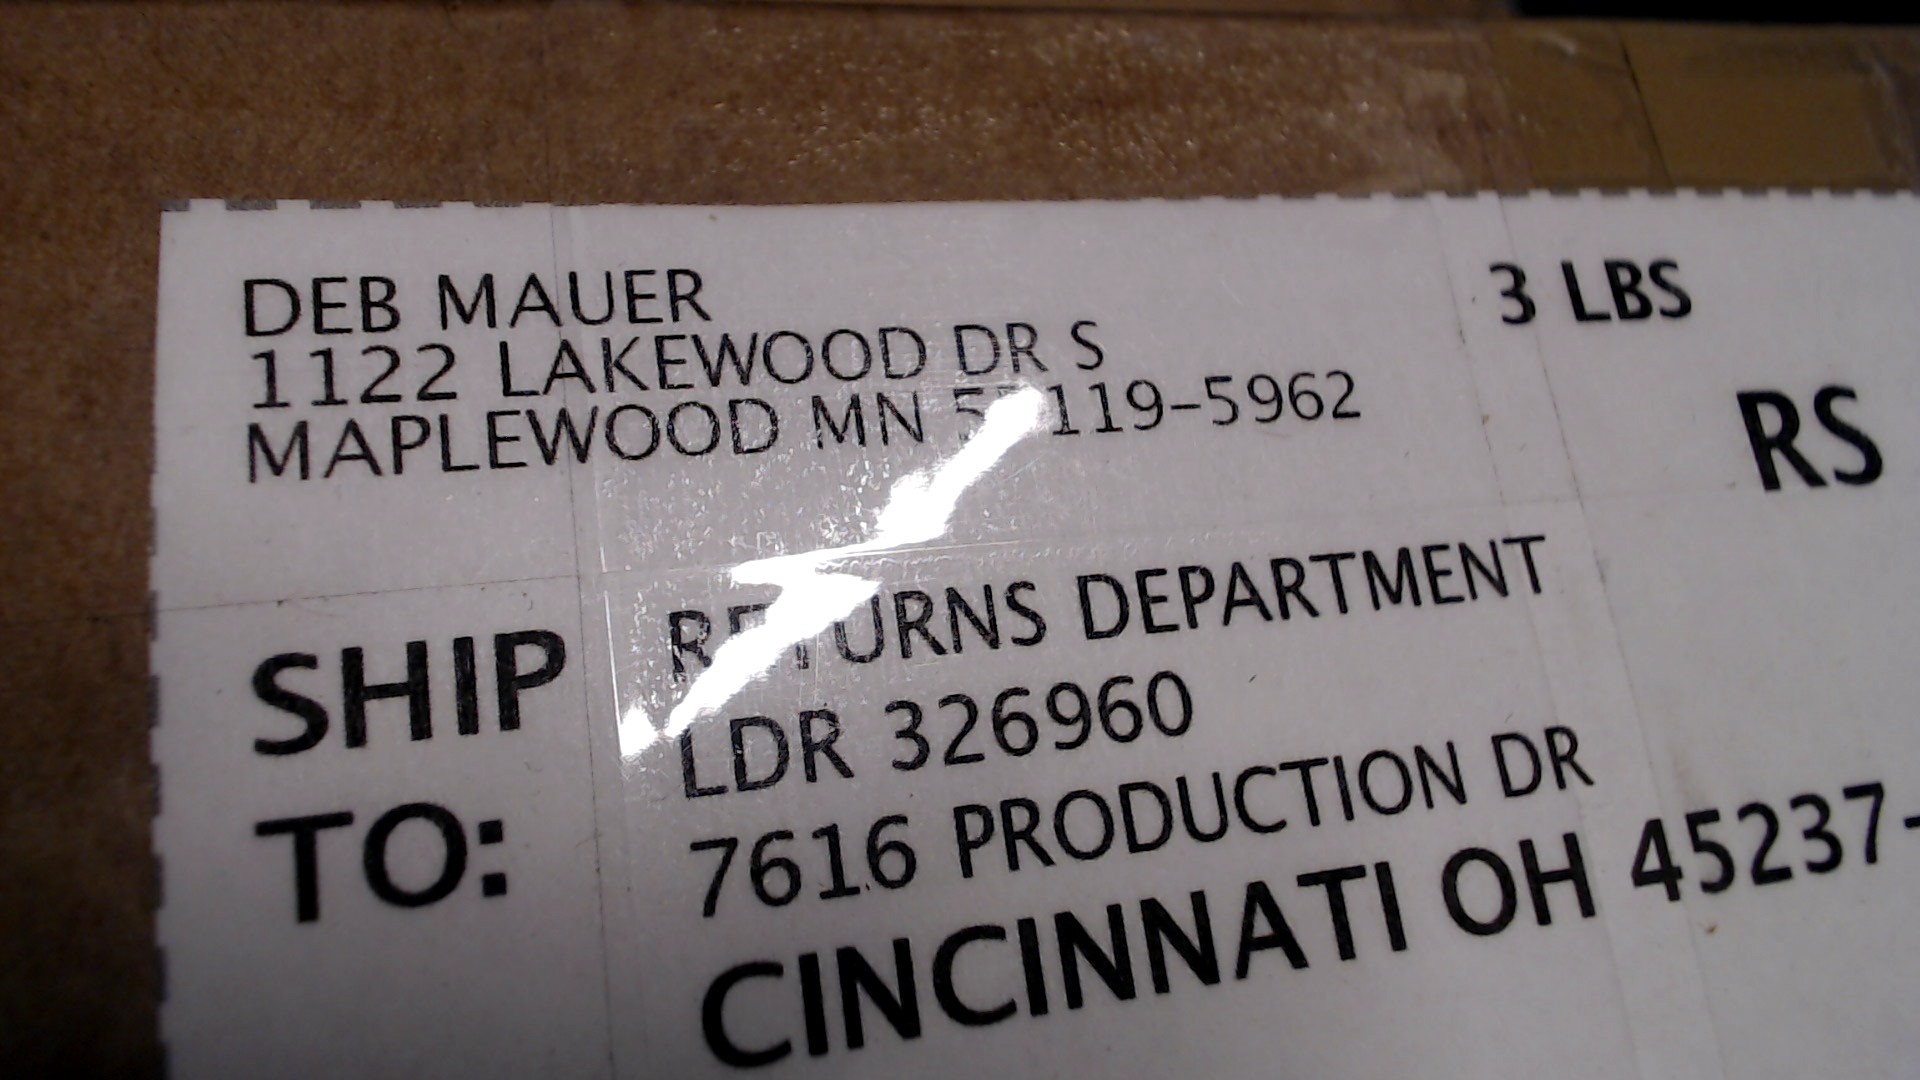 DEB MAUER
3 LBS
1122 LAKEWOOD DR S
MAPLEWOOD MN
RS
SHIP TO:
RETURNS DEPARTMENT
LDR 326960
7616 PRODUCTION DR
CINCINNATI OH 45237-